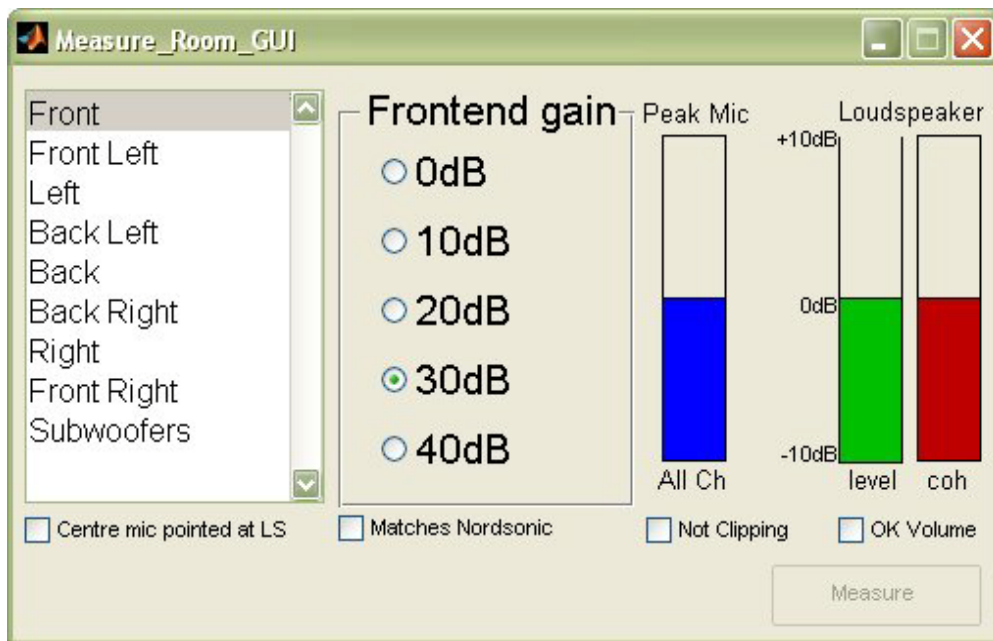 Measure_Room_GUI
Front
Front Left
Left
Back Left
Back
Back Right
Right
Front Right
Subwoofers
Centre mic pointed at LS
Frontend gain
0dB
10dB
20dB
30dB
40dB
Matches Nordsonic
Peak Mic
All Ch
Not Clipping
Loudspeaker
+10dB
0dB
-10dB
level coh
OK Volume
Measure